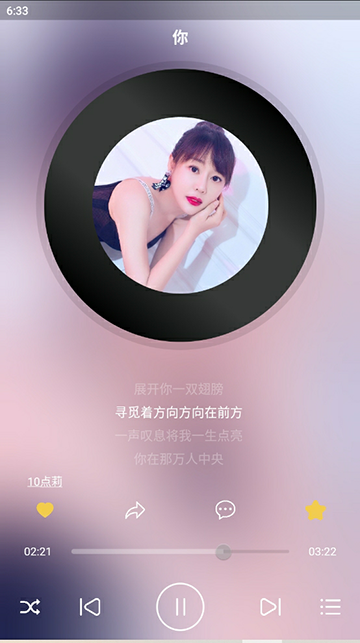 6:33
你
展开你一双翅膀
寻觅着方向方向在前方
一声叹息将我一生点亮
你在那万人中央
10点莉
02:21
03:22